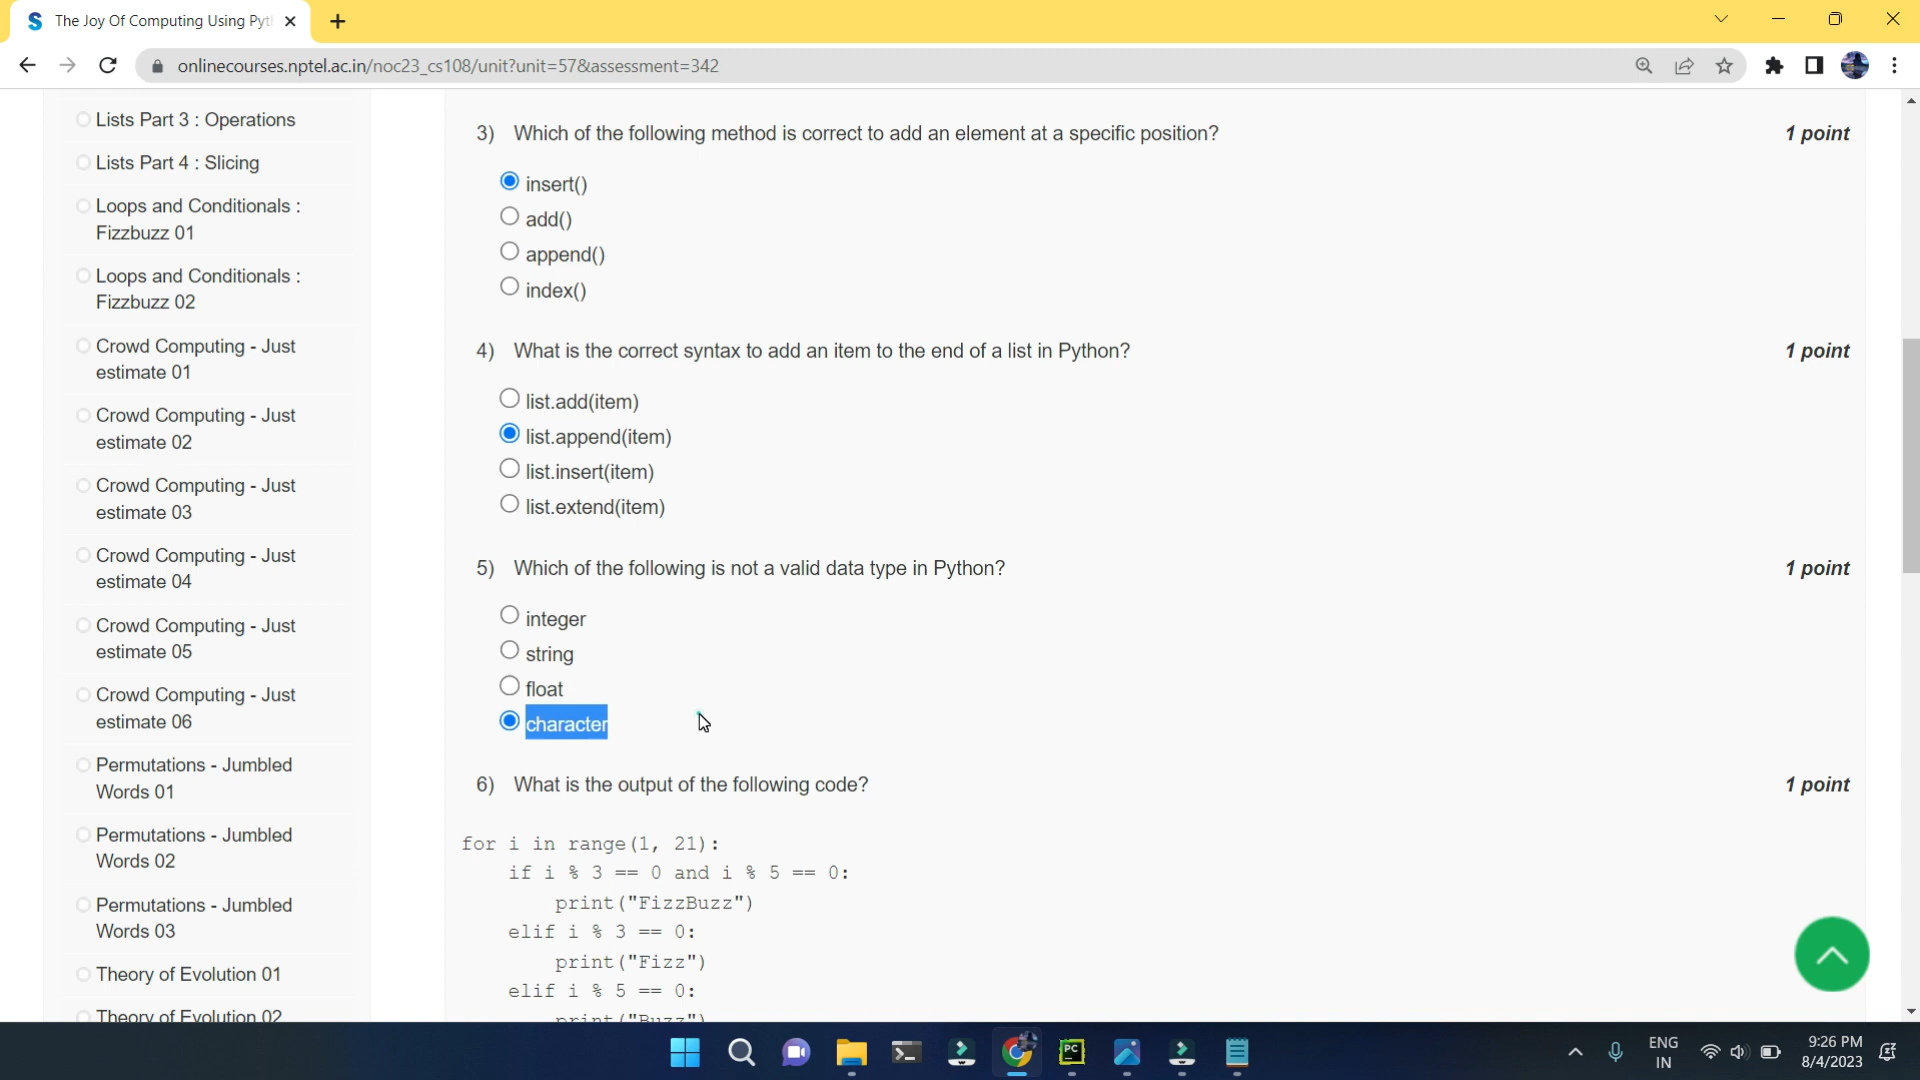 The Joy Of Computing Using Pyt
onlinecourses.nptel.ac.in/noc23_cs108/unit?unit=57&assessment=342
Lists Part 3 : Operations
Lists Part 4 : Slicing
Loops and Conditionals :
Fizzbuzz 01
Loops and Conditionals :
Fizzbuzz 02
Crowd Computing - Just
estimate 01
Crowd Computing - Just
estimate 02
Crowd Computing - Just
estimate 03
Crowd Computing - Just
estimate 04
Crowd Computing - Just
estimate 05
Crowd Computing - Just
estimate 06
Permutations - Jumbled
Words 01
Permutations - Jumbled
Words 02
Permutations - Jumbled
Words 03
Theory of Evolution 01
Theory of Evolution 02
3) Which of the following method is correct to add an element at a specific position? 1 point
insert()
add()
append()
index()
4) What is the correct syntax to add an item to the end of a list in Python? 1 point
list.add(item)
list.append(item)
list.insert(item)
list.extend(item)
5) Which of the following is not a valid data type in Python? 1 point
integer
string
float
character
6) What is the output of the following code? 1 point
for i in range(1, 21):
    if i % 3 == 0 and i % 5 == 0:
        print("FizzBuzz")
    elif i % 3 == 0:
        print("Fizz")
    elif i % 5 == 0:
        print("Buzz")
PC
ENG
IN
9:26 PM
8/4/2023